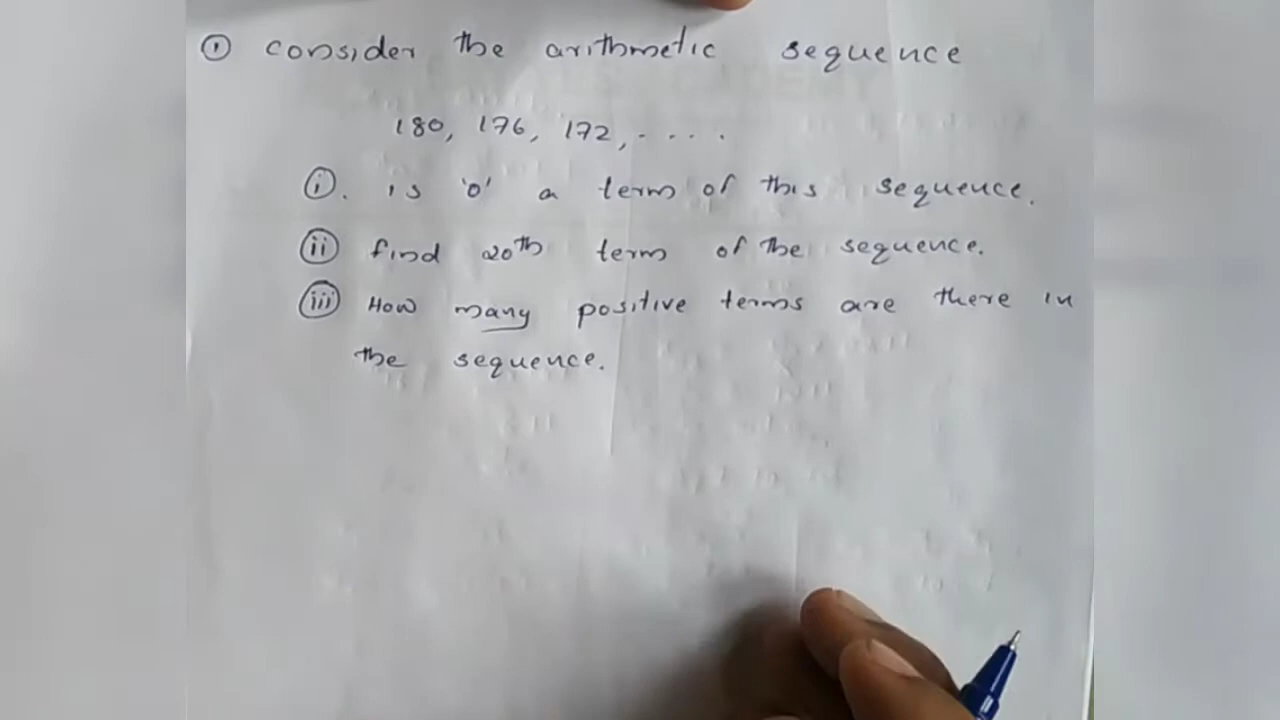 ① consider the arithmetic sequence
180, 176, 172, . . . .
ⓘ. is '0' a term of this sequence.
ⓘⓘ find 20th term of the sequence.
ⓘⓘⓘ How many positive terms are there in
the sequence.